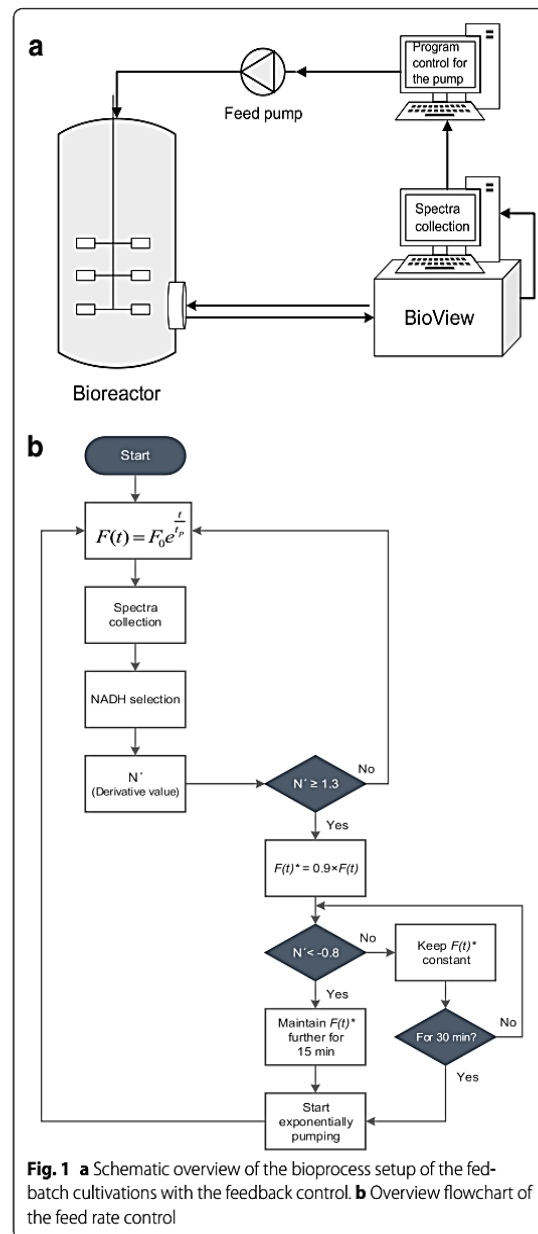 a
Program
control for
the pump
Feed pump
Spectra
collection
BioView
Bioreactor
b
Start
F(t) = F₀e^(t/tₚ)
Spectra
collection
NADH selection
N´
(Derivative value)
N´ ≥ 1.3
No
Yes
F(t)* = 0.9×F(t)
N´< -0.8
No
Keep F(t)*
constant
Yes
Maintain F(t)*
further for
15 min
For 30 min?
No
Yes
Start
exponentially
pumping
Fig. 1 a Schematic overview of the bioprocess setup of the fed-
batch cultivations with the feedback control. b Overview flowchart of
the feed rate control